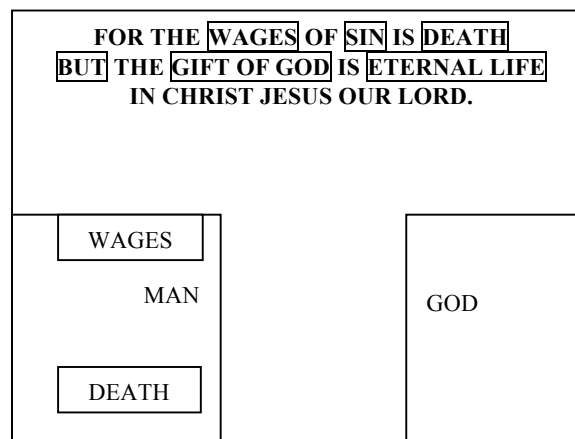 FOR THE WAGES OF SIN IS DEATH
BUT THE GIFT OF GOD IS ETERNAL LIFE
IN CHRIST JESUS OUR LORD.
WAGES
MAN
GOD
DEATH